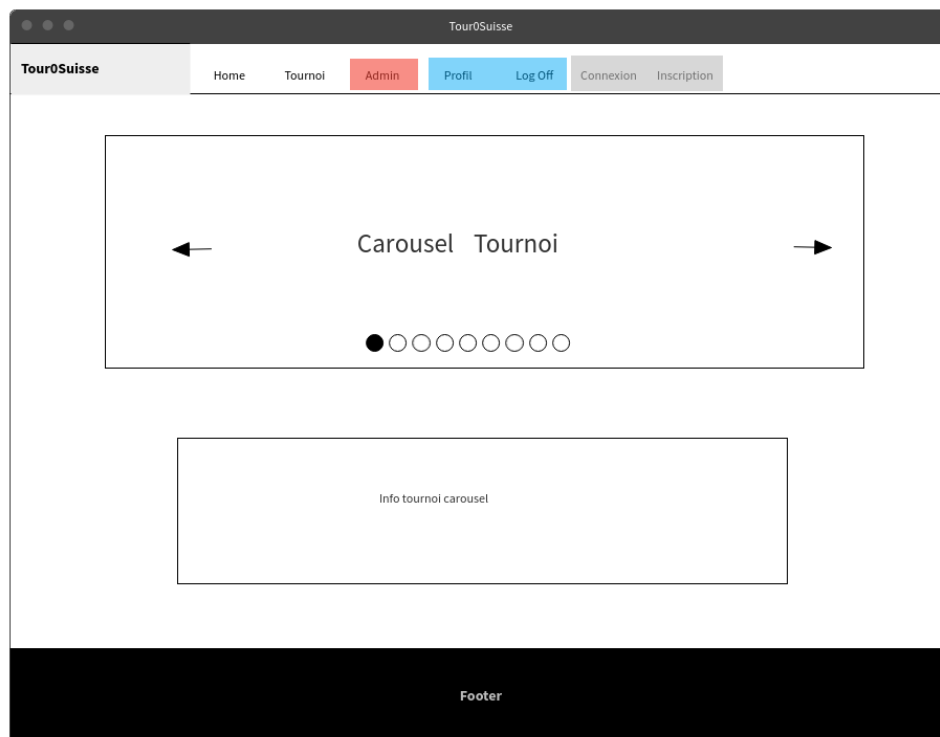 Tour0Suisse
Tour0Suisse
Home Tournoi Admin Profil Log Off Connexion Inscription
Carousel Tournoi
Info tournoi carousel
Footer